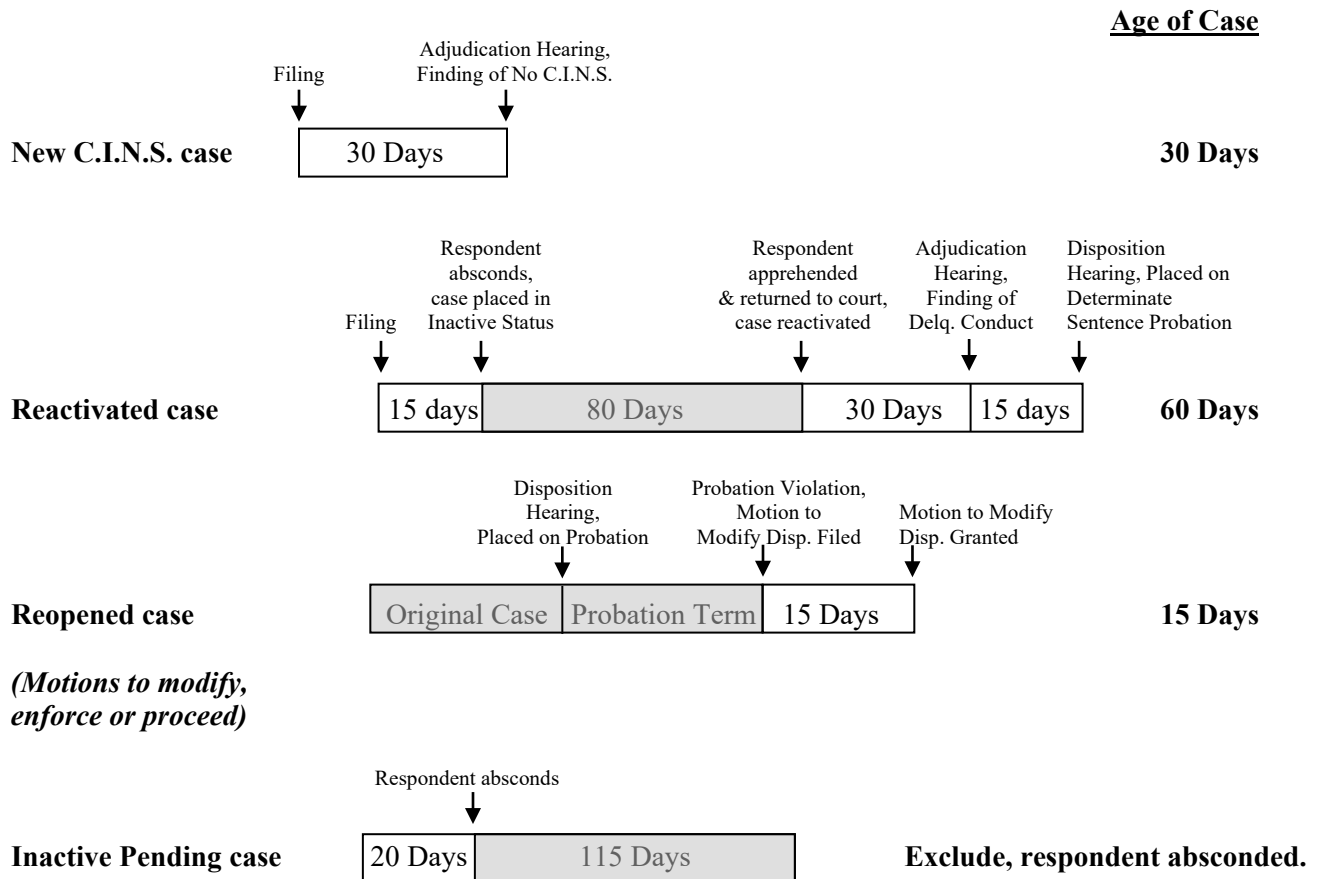 Age of Case
Adjudication Hearing,
Finding of No C.I.N.S.
Filing
New C.I.N.S. case
30 Days
30 Days
Respondent
absconds,
case placed in
Inactive Status
Respondent
apprehended
& returned to court,
case reactivated
Adjudication
Hearing,
Finding of
Delq. Conduct
Disposition
Hearing, Placed on
Determinate
Sentence Probation
Filing
Reactivated case
15 days
80 Days
30 Days
15 days
60 Days
Disposition
Hearing,
Placed on Probation
Probation Violation,
Motion to
Modify Disp. Filed
Motion to Modify
Disp. Granted
Reopened case
Original Case
Probation Term
15 Days
15 Days
(Motions to modify,
enforce or proceed)
Respondent absconds
Inactive Pending case
20 Days
115 Days
Exclude, respondent absconded.